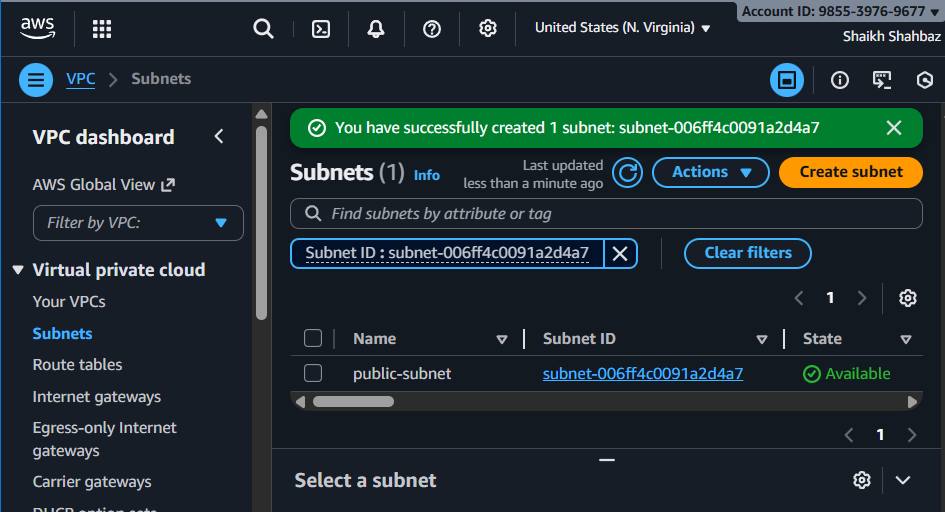 Account ID: 9855-3976-9677
aws
United States (N. Virginia)
Shaikh Shahbaz
VPC
Subnets
VPC dashboard
AWS Global View
Filter by VPC:
Virtual private cloud
Your VPCs
Subnets
Route tables
Internet gateways
Egress-only Internet
gateways
Carrier gateways
DHCP option sets
You have successfully created 1 subnet: subnet-006ff4c0091a2d4a7
Subnets (1) Info
Last updated
less than a minute ago
Actions
Create subnet
Find subnets by attribute or tag
Subnet ID : subnet-006ff4c0091a2d4a7
Clear filters
1
Name Subnet ID State
public-subnet subnet-006ff4c0091a2d4a7 Available
1
Select a subnet